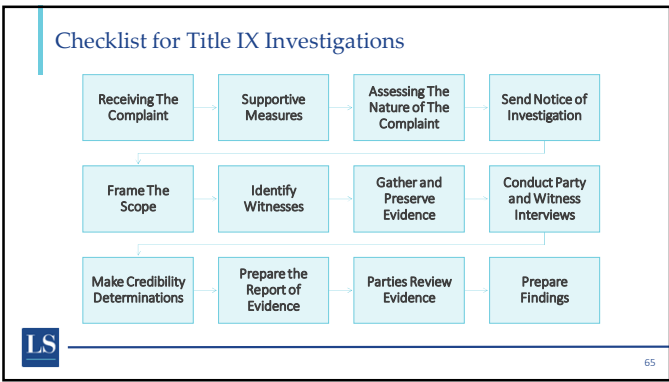 Checklist for Title IX Investigations
Receiving The
Complaint
Supportive
Measures
Assessing The
Nature of The
Complaint
Send Notice of
Investigation
Frame The
Scope
Identify
Witnesses
Gather and
Preserve
Evidence
Conduct Party
and Witness
Interviews
Make Credibility
Determinations
Prepare the
Report of
Evidence
Parties Review
Evidence
Prepare
Findings
LS
65